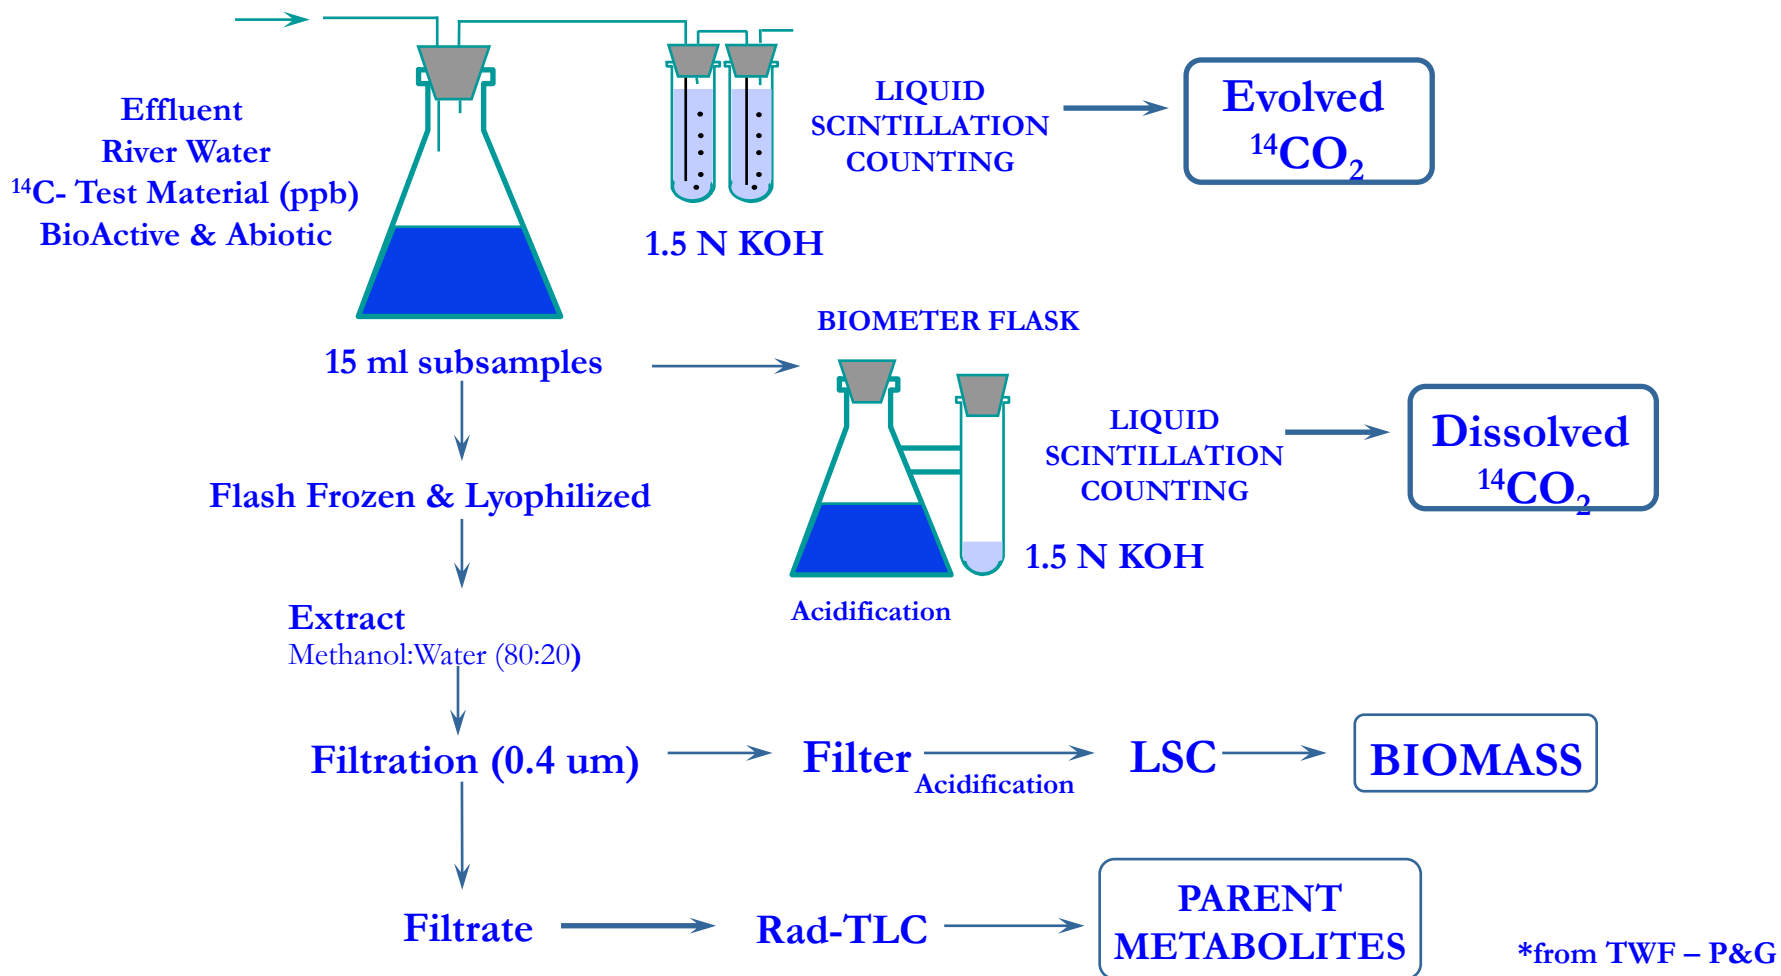 Effluent
River Water
¹⁴C- Test Material (ppb)
BioActive & Abiotic
LIQUID
SCINTILLATION
COUNTING
Evolved
¹⁴CO₂
1.5 N KOH
15 ml subsamples
BIOMETER FLASK
LIQUID
SCINTILLATION
COUNTING
Dissolved
¹⁴CO₂
1.5 N KOH
Acidification
Flash Frozen & Lyophilized
Extract
Methanol:Water (80:20)
Filtration (0.4 um)
Filter
Acidification
LSC
BIOMASS
Filtrate
Rad-TLC
PARENT
METABOLITES
*from TWF – P&G